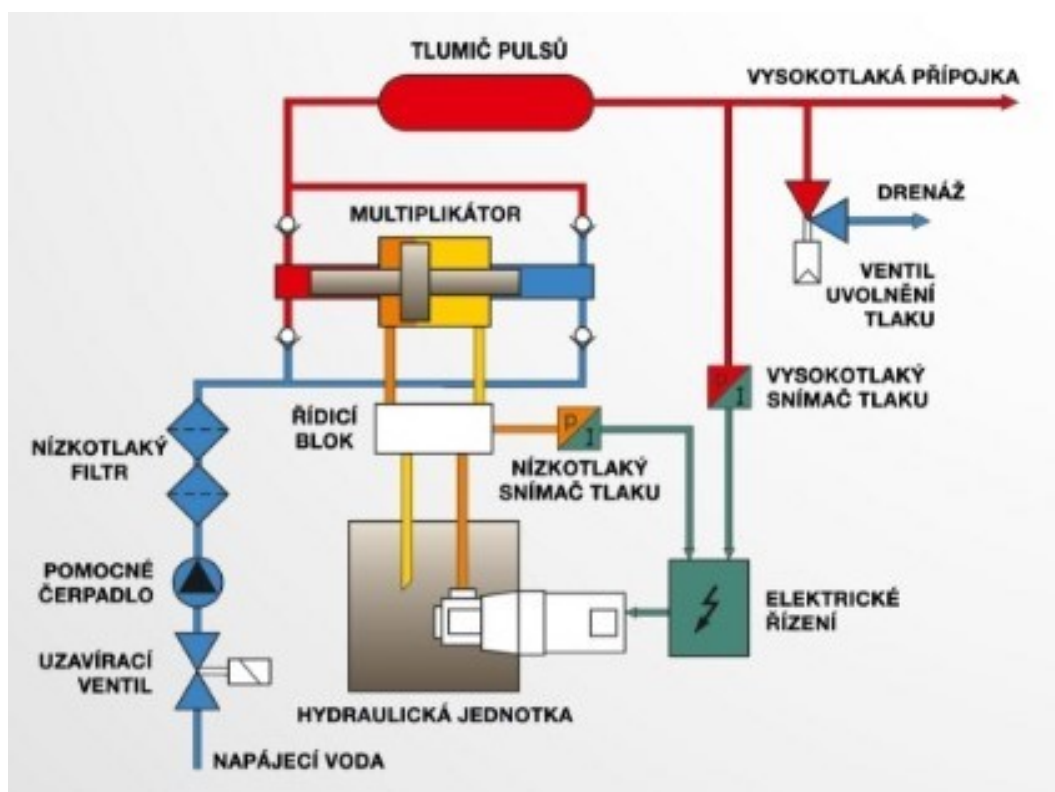 TLUMIČ PULSŮ
VYSOKOTLAKÁ PŘÍPOJKA
DRENÁŽ
MULTIPLIKÁTOR
VENTIL
UVOLNĚNÍ
TLAKU
P
I
VYSOKOTLAKÝ
SNÍMAČ TLAKU
ŘÍDICÍ
BLOK
P
I
NÍZKOTLAKÝ
FILTR
NÍZKOTLAKÝ
SNÍMAČ TLAKU
POMOCNÉ
ČERPADLO
ELEKTRICKÉ
ŘÍZENÍ
UZAVÍRACÍ
VENTIL
HYDRAULICKÁ JEDNOTKA
NAPÁJECÍ VODA